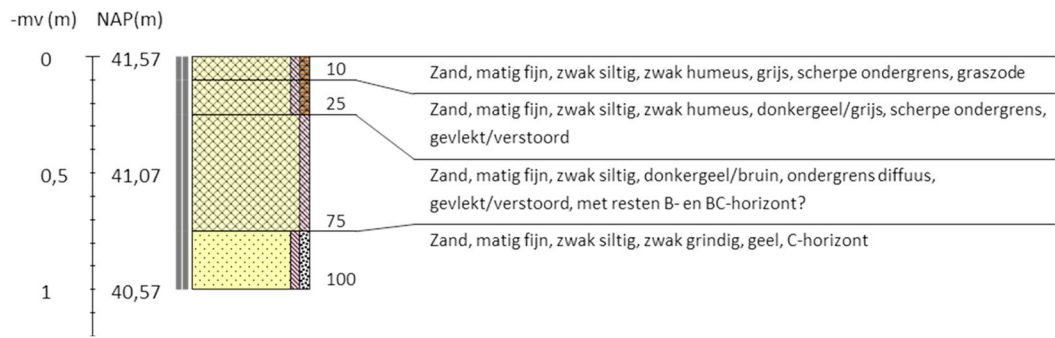 -mv (m) NAP(m)
0 41,57
10
Zand, matig fijn, zwak siltig, zwak humeus, grijs, scherpe ondergrens, graszode
25
Zand, matig fijn, zwak siltig, zwak humeus, donkergeel/grijs, scherpe ondergrens,
gevlekt/verstoord
0,5 41,07
Zand, matig fijn, zwak siltig, donkergeel/bruin, ondergrens diffuus,
gevlekt/verstoord, met resten B- en BC-horizont?
75
Zand, matig fijn, zwak siltig, zwak grindig, geel, C-horizont
100
1 40,57